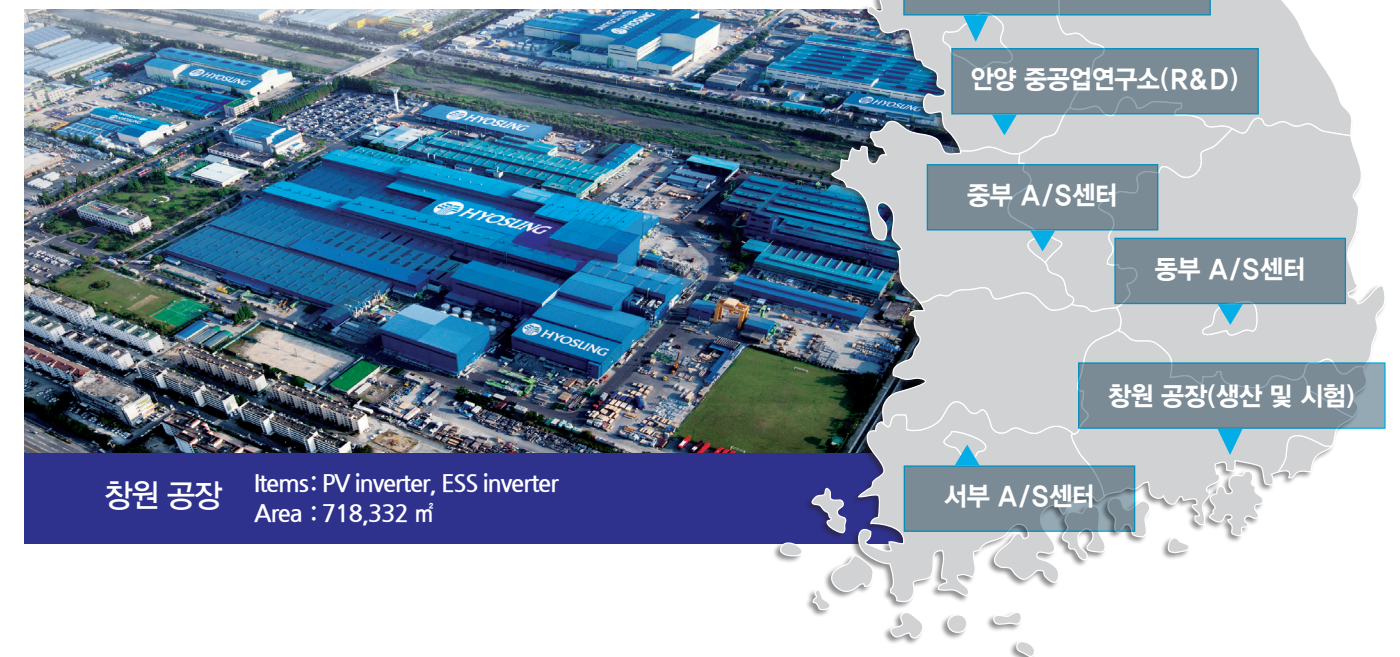 HYOSUNG
HYOSUNG
HYOSUNG
HYOSUNG
HYOSUNG
HYOSUNG
안양 중공업연구소(R&D)
중부 A/S센터
동부 A/S센터
창원 공장(생산 및 시험)
서부 A/S센터
창원 공장
Items : PV inverter, ESS inverter
Area : 718,332 ㎡